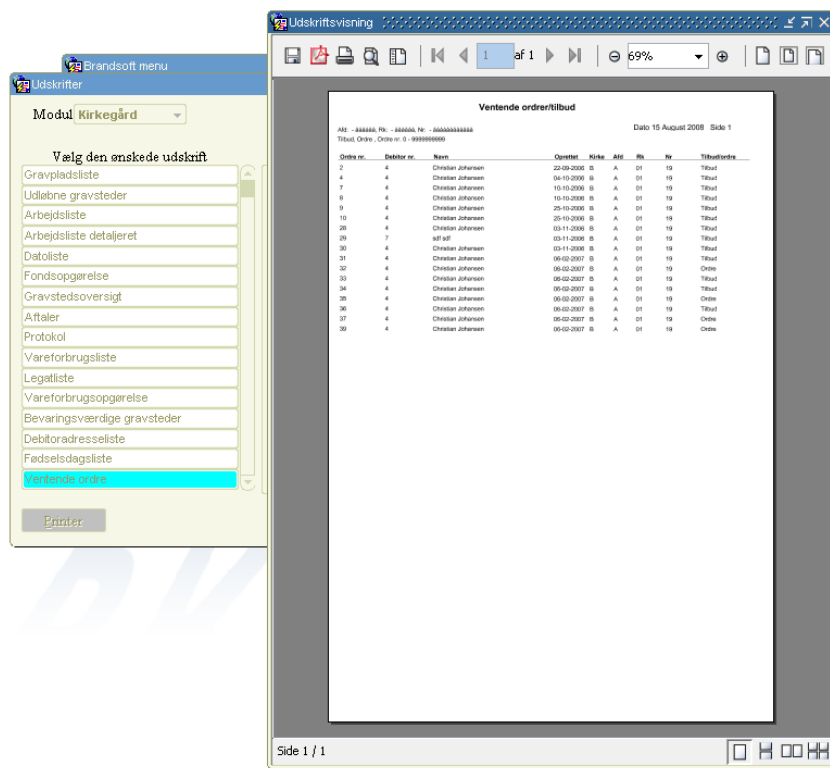 Udskriftsvisning
1 af 1
69%
Brandsoft menu
Udskrifter
Modul Kirkegård
Vælg den ønskede udskrift
Gravpladsliste
Udløbne gravsteder
Arbejdsliste
Arbejdsliste detaljeret
Datoliste
Fondsopgørelse
Gravstedsoversigt
Aftaler
Protokol
Vareforbrugsliste
Legatliste
Vareforbrugsopgørelse
Bevaringsværdige gravsteder
Debitoradresseliste
Fødselsdagsliste
Ventende ordre
Printer
Ventende ordrer/tilbud
Afd: - åååååå, Rk: - åååååå, Nr: - åååååååååååå
Dato 15 August 2008 Side 1
Tilbud, Ordre , Ordre nr. 0 - 9999999999
Ordre nr. Debitor nr. Navn Oprettet Kirke Afd Rk Nr Tilbud/ordre
2 4 Christian Johansen 22-09-2006 B A 01 19 Tilbud
4 4 Christian Johansen 04-10-2006 B A 01 19 Tilbud
7 4 Christian Johansen 10-10-2006 B A 01 19 Tilbud
8 4 Christian Johansen 10-10-2006 B A 01 19 Tilbud
9 4 Christian Johansen 25-10-2006 B A 01 19 Tilbud
10 4 Christian Johansen 25-10-2006 B A 01 19 Tilbud
28 4 Christian Johansen 03-11-2006 B A 01 19 Tilbud
29 7 sdf sdf 03-11-2006 B A 01 19 Tilbud
30 4 Christian Johansen 03-11-2006 B A 01 19 Tilbud
31 4 Christian Johansen 06-02-2007 B A 01 19 Tilbud
32 4 Christian Johansen 06-02-2007 B A 01 19 Ordre
33 4 Christian Johansen 06-02-2007 B A 01 19 Tilbud
34 4 Christian Johansen 06-02-2007 B A 01 19 Tilbud
35 4 Christian Johansen 06-02-2007 B A 01 19 Ordre
36 4 Christian Johansen 06-02-2007 B A 01 19 Tilbud
37 4 Christian Johansen 06-02-2007 B A 01 19 Ordre
39 4 Christian Johansen 06-02-2007 B A 01 19 Ordre
Side 1 / 1